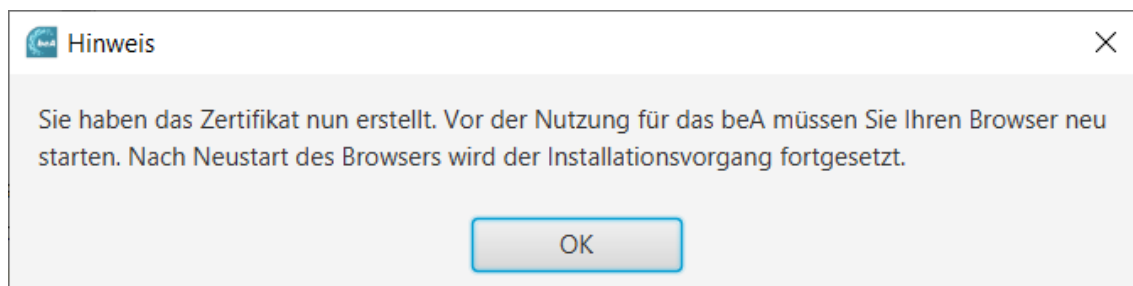 beA Hinweis
Sie haben das Zertifikat nun erstellt. Vor der Nutzung für das beA müssen Sie Ihren Browser neu
starten. Nach Neustart des Browsers wird der Installationsvorgang fortgesetzt.
OK